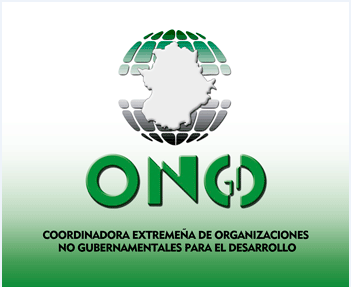 ONGD
COORDINADORA EXTREMEÑA DE ORGANIZACIONES
NO GUBERNAMENTALES PARA EL DESARROLLO